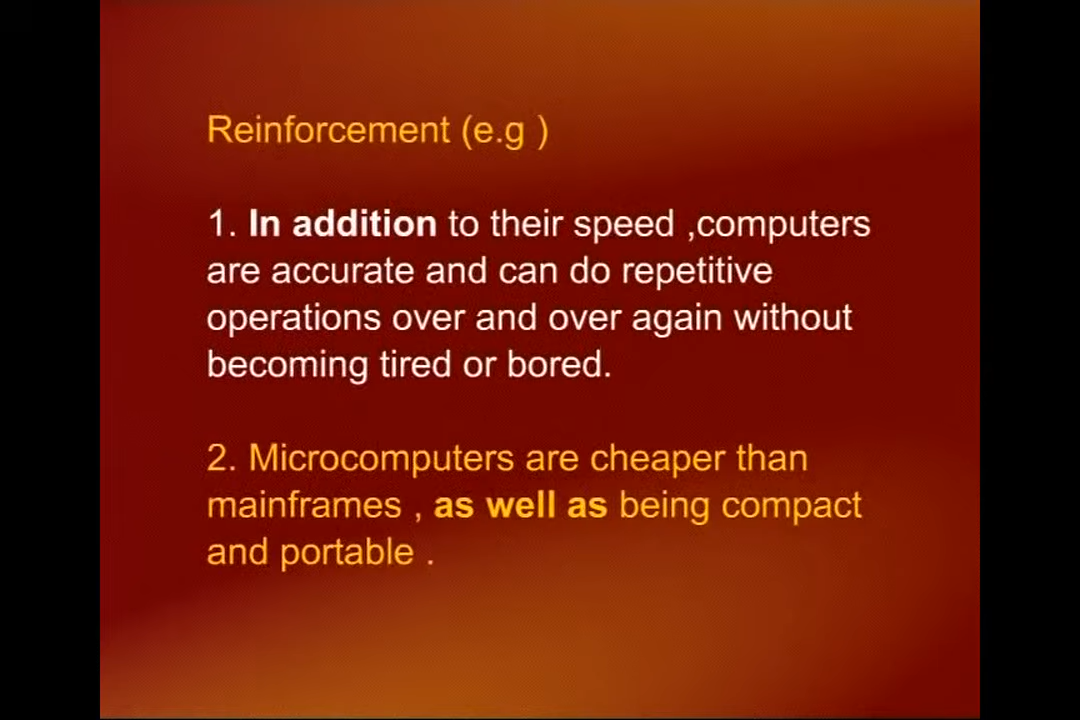 Reinforcement (e.g )
1. In addition to their speed ,computers
are accurate and can do repetitive
operations over and over again without
becoming tired or bored.
2. Microcomputers are cheaper than
mainframes , as well as being compact
and portable .